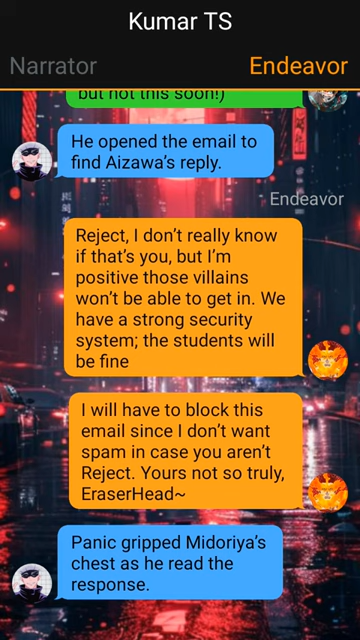 Kumar TS
Narrator
Endeavor
but not this soon!)
He opened the email to
find Aizawa's reply.
Endeavor
Reject, I don't really know
if that's you, but I'm
positive those villains
won't be able to get in. We
have a strong security
system; the students will
be fine
I will have to block this
email since I don't want
spam in case you aren't
Reject. Yours not so truly,
EraserHead~
Panic gripped Midoriya's
chest as he read the
response.